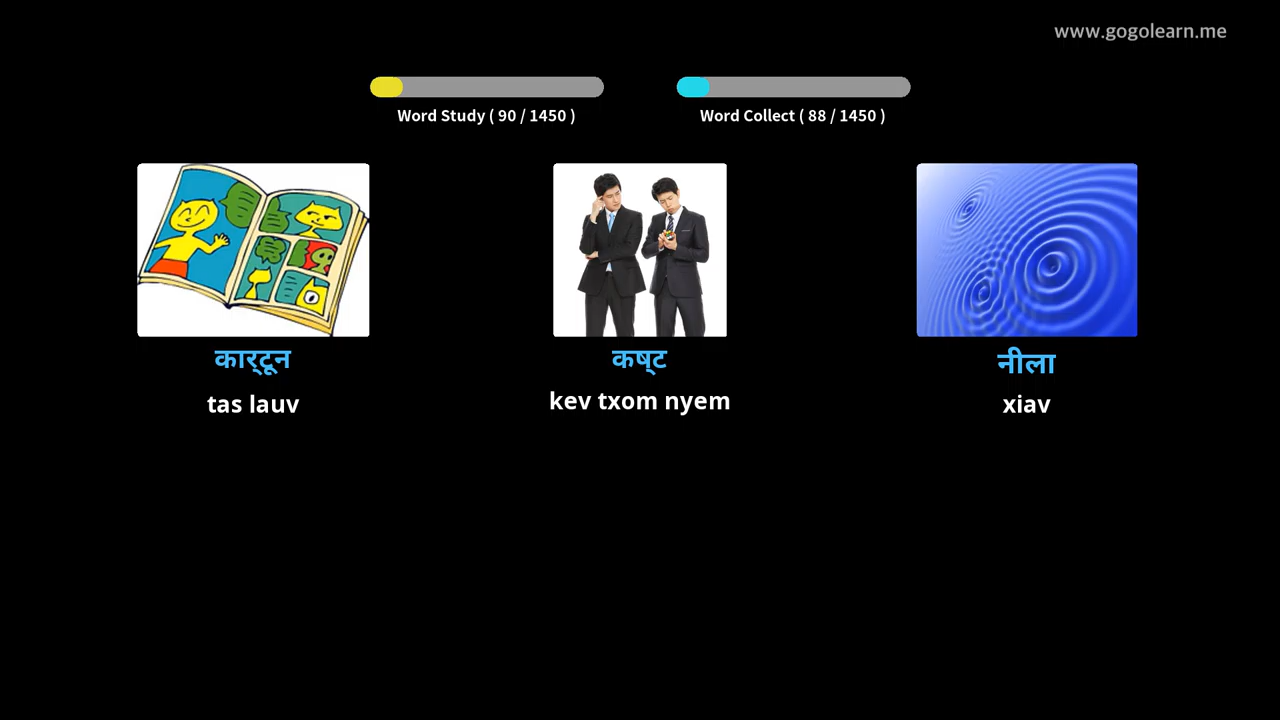 www.gogolearn.me
Word Study ( 90 / 1450 )
Word Collect ( 88 / 1450 )
कार्टून
कष्ट
नीला
tas lauv
kev txom nyem
xiav